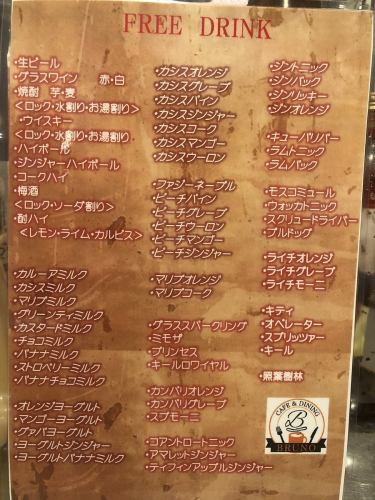 FREE DRINK
・生ビール
・グラスワイン 赤・白
・焼酎 芋・麦
<ロック・水割り・お湯割り>
・ウイスキー
<ロック・水割り・お湯割り>
・ハイボール
・ジンジャーハイボール
・コークハイ
・梅酒
<ロック・ソーダ割り>
・酎ハイ
<レモン・ライム・カルピス>
・カルーアミルク
・カシスミルク
・マリブミルク
・グリーンティミルク
・カスタードミルク
・チョコミルク
・バナナミルク
・ストロベリーミルク
・バナナチョコミルク
・オレンジヨーグルト
・マンゴーヨーグルト
・グァバヨーグルト
・ヨーグルトジンジャー
・ヨーグルトバナナミルク
・カシスオレンジ
・カシスグレープ
・カシスパイン
・カシスジンジャー
・カシスコーク
・カシスマンゴー
・カシスウーロン
・ファジーネーブル
・ピーチパイン
・ピーチグレープ
・ピーチウーロン
・ピーチマンゴー
・ピーチジンジャー
・マリブオレンジ
・マリブコーク
・グラススパークリング
・ミモザ
・プリンセス
・キールロワイヤル
・カンパリオレンジ
・カンパリグレープ
・スプモーニ
・コアントロートニック
・アマレットジンジャー
・ティフィンアップルジンジャー
・ジントニック
・ジンバック
・ジンリッキー
・ジンオレンジ
・キューバリバー
・ラムトニック
・ラムバック
・モスコミュール
・ウォッカトニック
・スクリュードライバー
・ブルドッグ
・ライチオレンジ
・ライチグレープ
・ライチモーニ
・キティ
・オペレーター
・スプリッツァー
・キール
・照葉樹林
CAFE & DINING
B
BRUNO